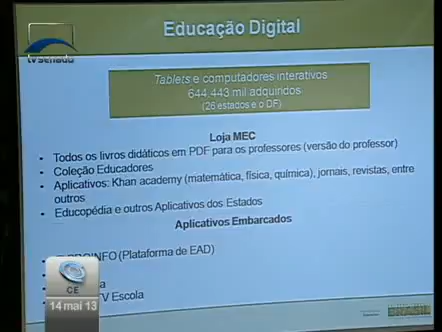 Educação Digital
tv senado
Tablets e computadores interativos
644.443 mil adquiridos
(26 estados e o DF)
Loja MEC
• Todos os livros didáticos em PDF para os professores (versão do professor)
• Coleção Educadores
• Aplicativos: Khan academy (matemática, física, química), jornais, revistas, entre
outros
• Educopédia e outros Aplicativos dos Estados
Aplicativos Embarcados
(Plataforma de EAD)
TV Escola
CE
14 mai 13
BRASIL